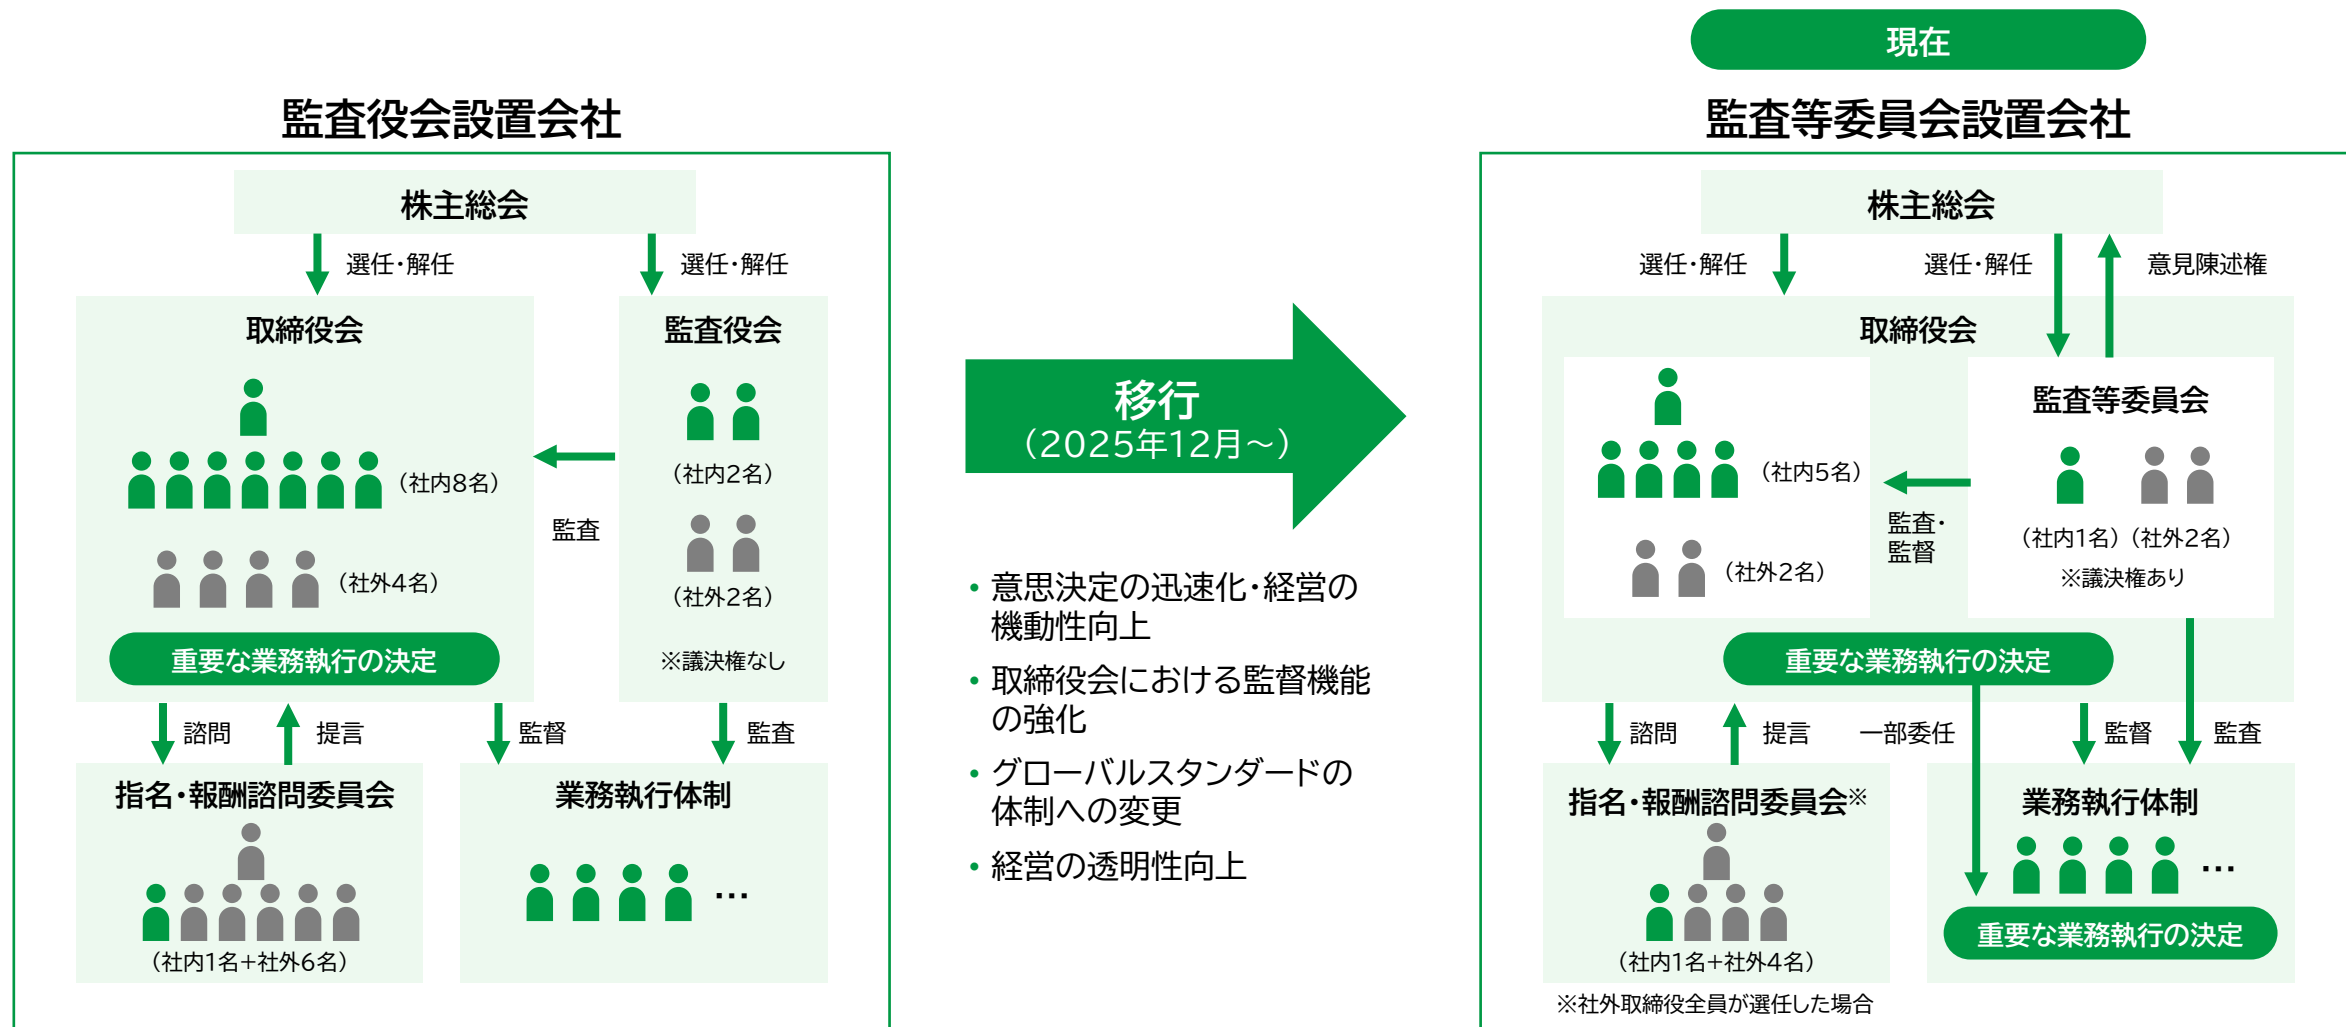 監査役会設置会社
株主総会
選任・解任
選任・解任
取締役会
(社内8名)
(社外4名)
重要な業務執行の決定
監査
監査役会
(社内2名)
(社外2名)
※議決権なし
諮問
提言
監督
監査
指名・報酬諮問委員会
(社内1名+社外6名)
業務執行体制
…
移行
(2025年12月~)
・意思決定の迅速化・経営の
機動性向上
・取締役会における監督機能
の強化
・グローバルスタンダードの
体制への変更
・経営の透明性向上
現在
監査等委員会設置会社
株主総会
選任・解任
選任・解任
意見陳述権
取締役会
(社内5名)
(社外2名)
監査・
監督
監査等委員会
(社内1名)
(社外2名)
※議決権あり
重要な業務執行の決定
諮問
提言
一部委任
監督
監査
指名・報酬諮問委員会※
(社内1名+社外4名)
業務執行体制
…
重要な業務執行の決定
※社外取締役全員が選任した場合